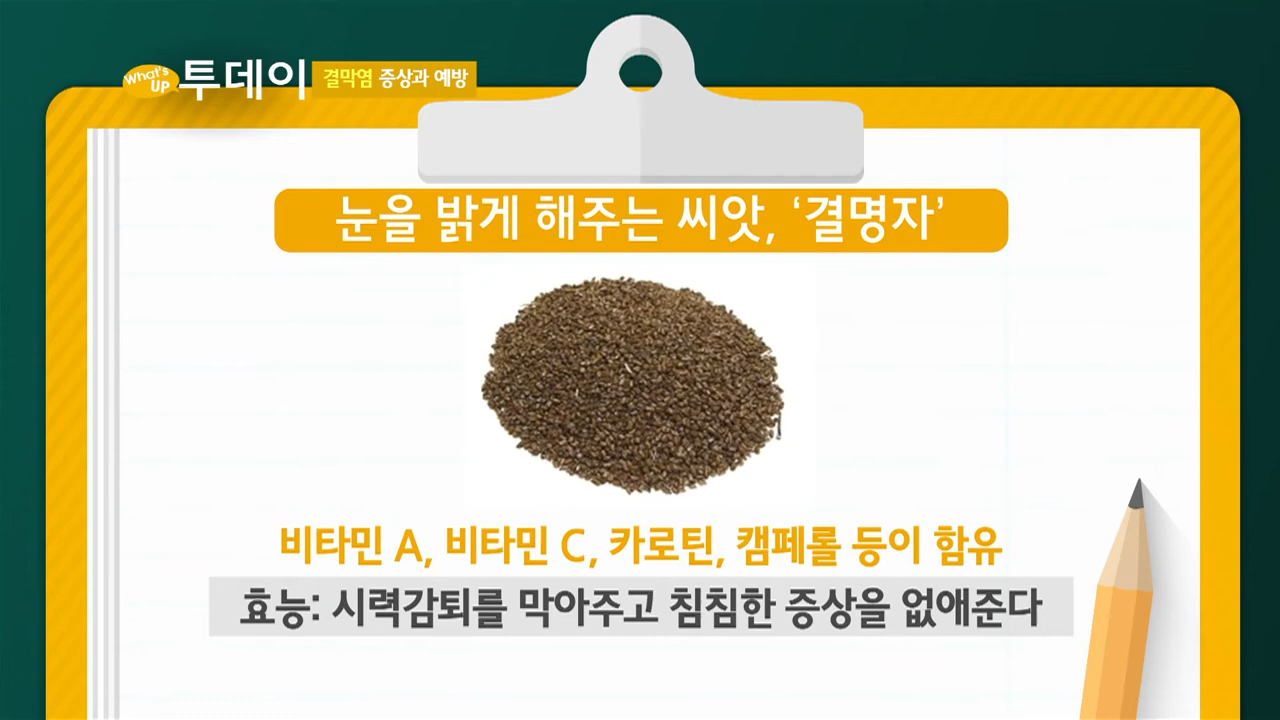 What's UP 투데이 결막염 증상과 예방
눈을 밝게 해주는 씨앗, ‘결명자’
비타민 A, 비타민 C, 카로틴, 캠페롤 등이 함유
효능: 시력감퇴를 막아주고 침침한 증상을 없애준다